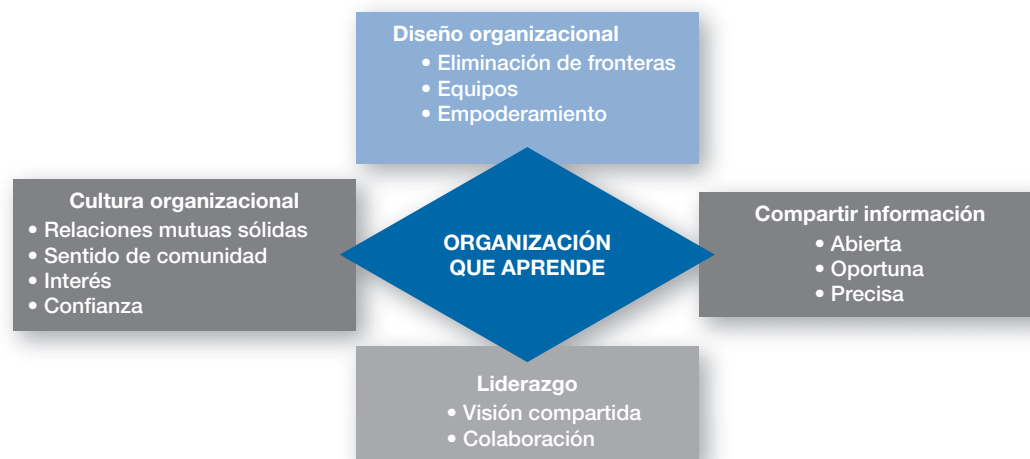 Diseño organizacional
• Eliminación de fronteras
• Equipos
• Empoderamiento
Cultura organizacional
• Relaciones mutuas sólidas
• Sentido de comunidad
• Interés
• Confianza
ORGANIZACIÓN
QUE APRENDE
Compartir información
• Abierta
• Oportuna
• Precisa
Liderazgo
• Visión compartida
• Colaboración